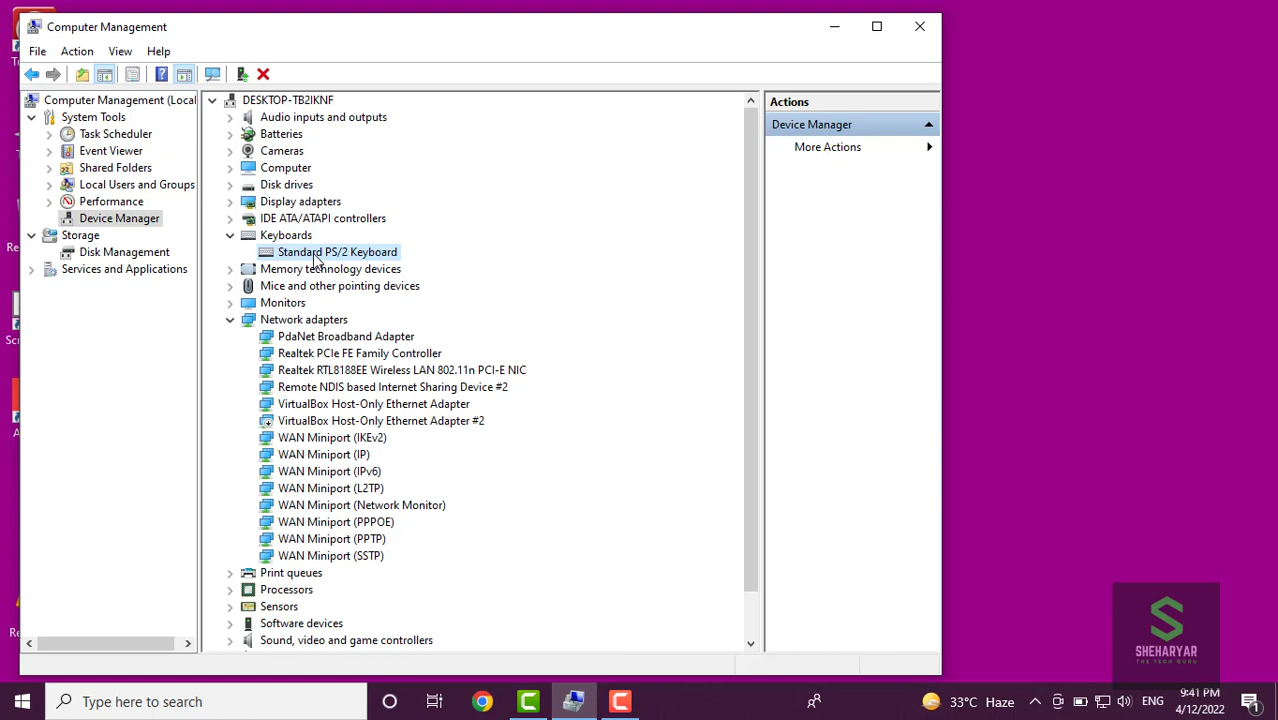 Computer Management
File Action View Help
Computer Management (Local
System Tools
Task Scheduler
Event Viewer
Shared Folders
Local Users and Groups
Performance
Device Manager
Storage
Disk Management
Services and Applications
DESKTOP-TB2IKNF
Audio inputs and outputs
Batteries
Cameras
Computer
Disk drives
Display adapters
IDE ATA/ATAPI controllers
Keyboards
Standard PS/2 Keyboard
Memory technology devices
Mice and other pointing devices
Monitors
Network adapters
PdaNet Broadband Adapter
Realtek PCIe FE Family Controller
Realtek RTL8188EE Wireless LAN 802.11n PCI-E NIC
Remote NDIS based Internet Sharing Device #2
VirtualBox Host-Only Ethernet Adapter
VirtualBox Host-Only Ethernet Adapter #2
WAN Miniport (IKEv2)
WAN Miniport (IP)
WAN Miniport (IPv6)
WAN Miniport (L2TP)
WAN Miniport (Network Monitor)
WAN Miniport (PPPOE)
WAN Miniport (PPTP)
WAN Miniport (SSTP)
Print queues
Processors
Sensors
Software devices
Sound, video and game controllers
Actions
Device Manager
More Actions
SHEHARYAR
THE TECH GURU
Type here to search
33°C Haze
ENG
9:41 PM
4/12/2022
1